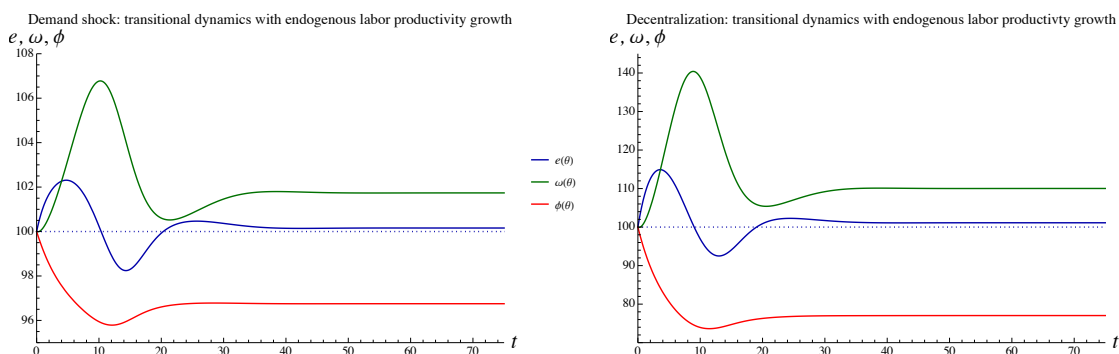 Demand shock: transitional dynamics with endogenous labor productivity growth
e, ω, ϕ
108
106
104
102
100
98
96
0 10 20 30 40 50 60 70 t
e(θ)
ω(θ)
ϕ(θ)
Decentralization: transitional dynamics with endogenous labor productivty growth
e, ω, ϕ
140
130
120
110
100
90
80
0 10 20 30 40 50 60 70 t